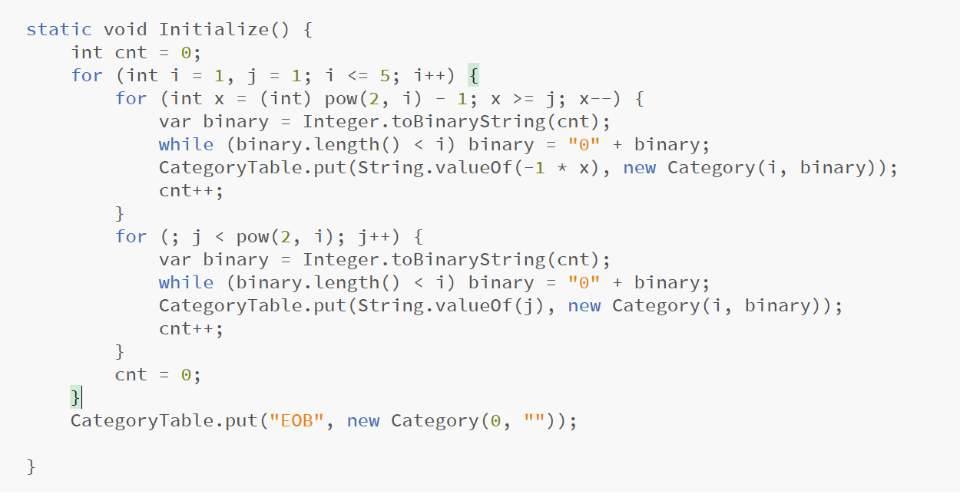 static void Initialize() {
    int cnt = 0;
    for (int i = 1, j = 1; i <= 5; i++) {
        for (int x = (int) pow(2, i) - 1; x >= j; x--) {
            var binary = Integer.toBinaryString(cnt);
            while (binary.length() < i) binary = "0" + binary;
            CategoryTable.put(String.valueOf(-1 * x), new Category(i, binary));
            cnt++;
        }
        for (; j < pow(2, i); j++) {
            var binary = Integer.toBinaryString(cnt);
            while (binary.length() < i) binary = "0" + binary;
            CategoryTable.put(String.valueOf(j), new Category(i, binary));
            cnt++;
        }
        cnt = 0;
    }
    CategoryTable.put("EOB", new Category(0, ""));
}